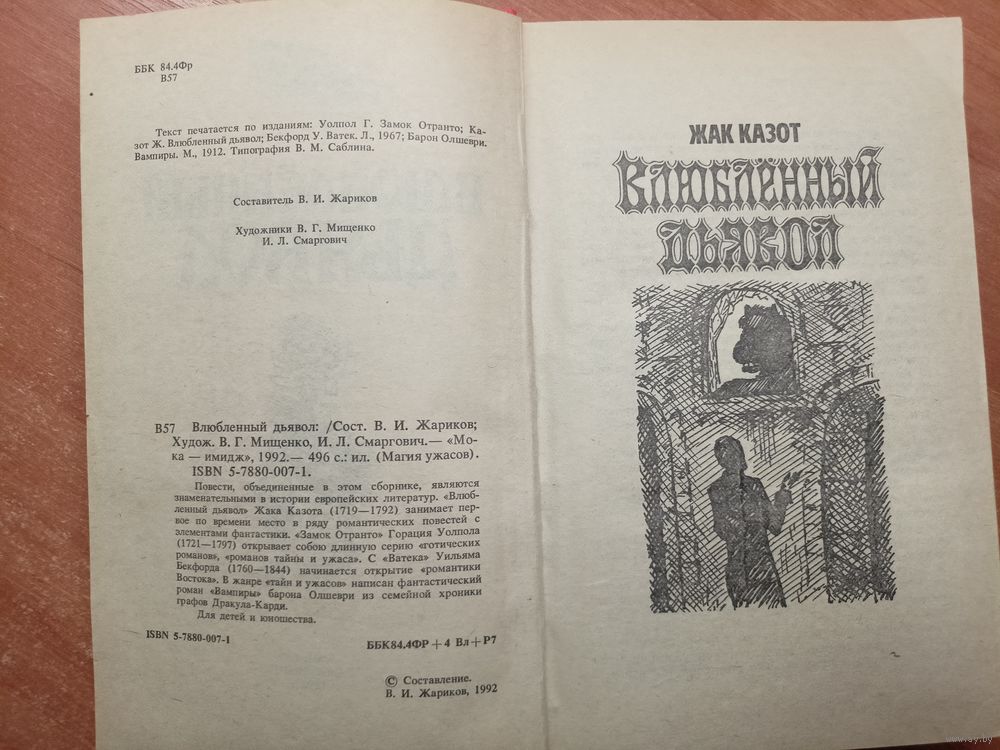 ББК 84.4Фр
В57
Текст печатается по изданиям: Уолпол Г. Замок Отранто; Ка-
зот Ж. Влюбленный дьявол; Бекфорд У. Ватек. Л., 1967; Барон Олшеври.
Вампиры. М., 1912. Типография В. М. Саблина.
Составитель В. И. Жариков
Художники В. Г. Мищенко
И. Л. Смаргович
В57 Влюбленный дьявол: /Сост. В. И. Жариков;
Худож. В. Г. Мищенко, И. Л. Смаргович.— «Мо-
ка — имидж», 1992.— 496 с.: ил. (Магия ужасов).
ISBN 5-7880-007-1.
Повести, объединенные в этом сборнике, являются
знаменательными в истории европейских литератур. «Влюб-
ленный дьявол» Жака Казота (1719—1792) занимает пер-
вое по времени место в ряду романтических повестей с
элементами фантастики. «Замок Отранто» Горация Уолпола
(1721—1797) открывает собою длинную серию «готических
романов», «романов тайны и ужаса». С «Ватека» Уильяма
Бекфорда (1760—1844) начинается открытие «романтики
Востока». В жанре «тайн и ужасов» написан фантастический
роман «Вампиры» барона Олшеври из семейной хроники
графов Дракула-Карди.
Для детей и юношества.
ISBN 5-7880-007-1
ББК84.4ФР+4 Вл+Р7
© Составление.
В. И. Жариков, 1992
ЖАК КАЗОТ
ВЛЮБЛЁННЫЙ
ДЬЯВОЛ
www.ay.by